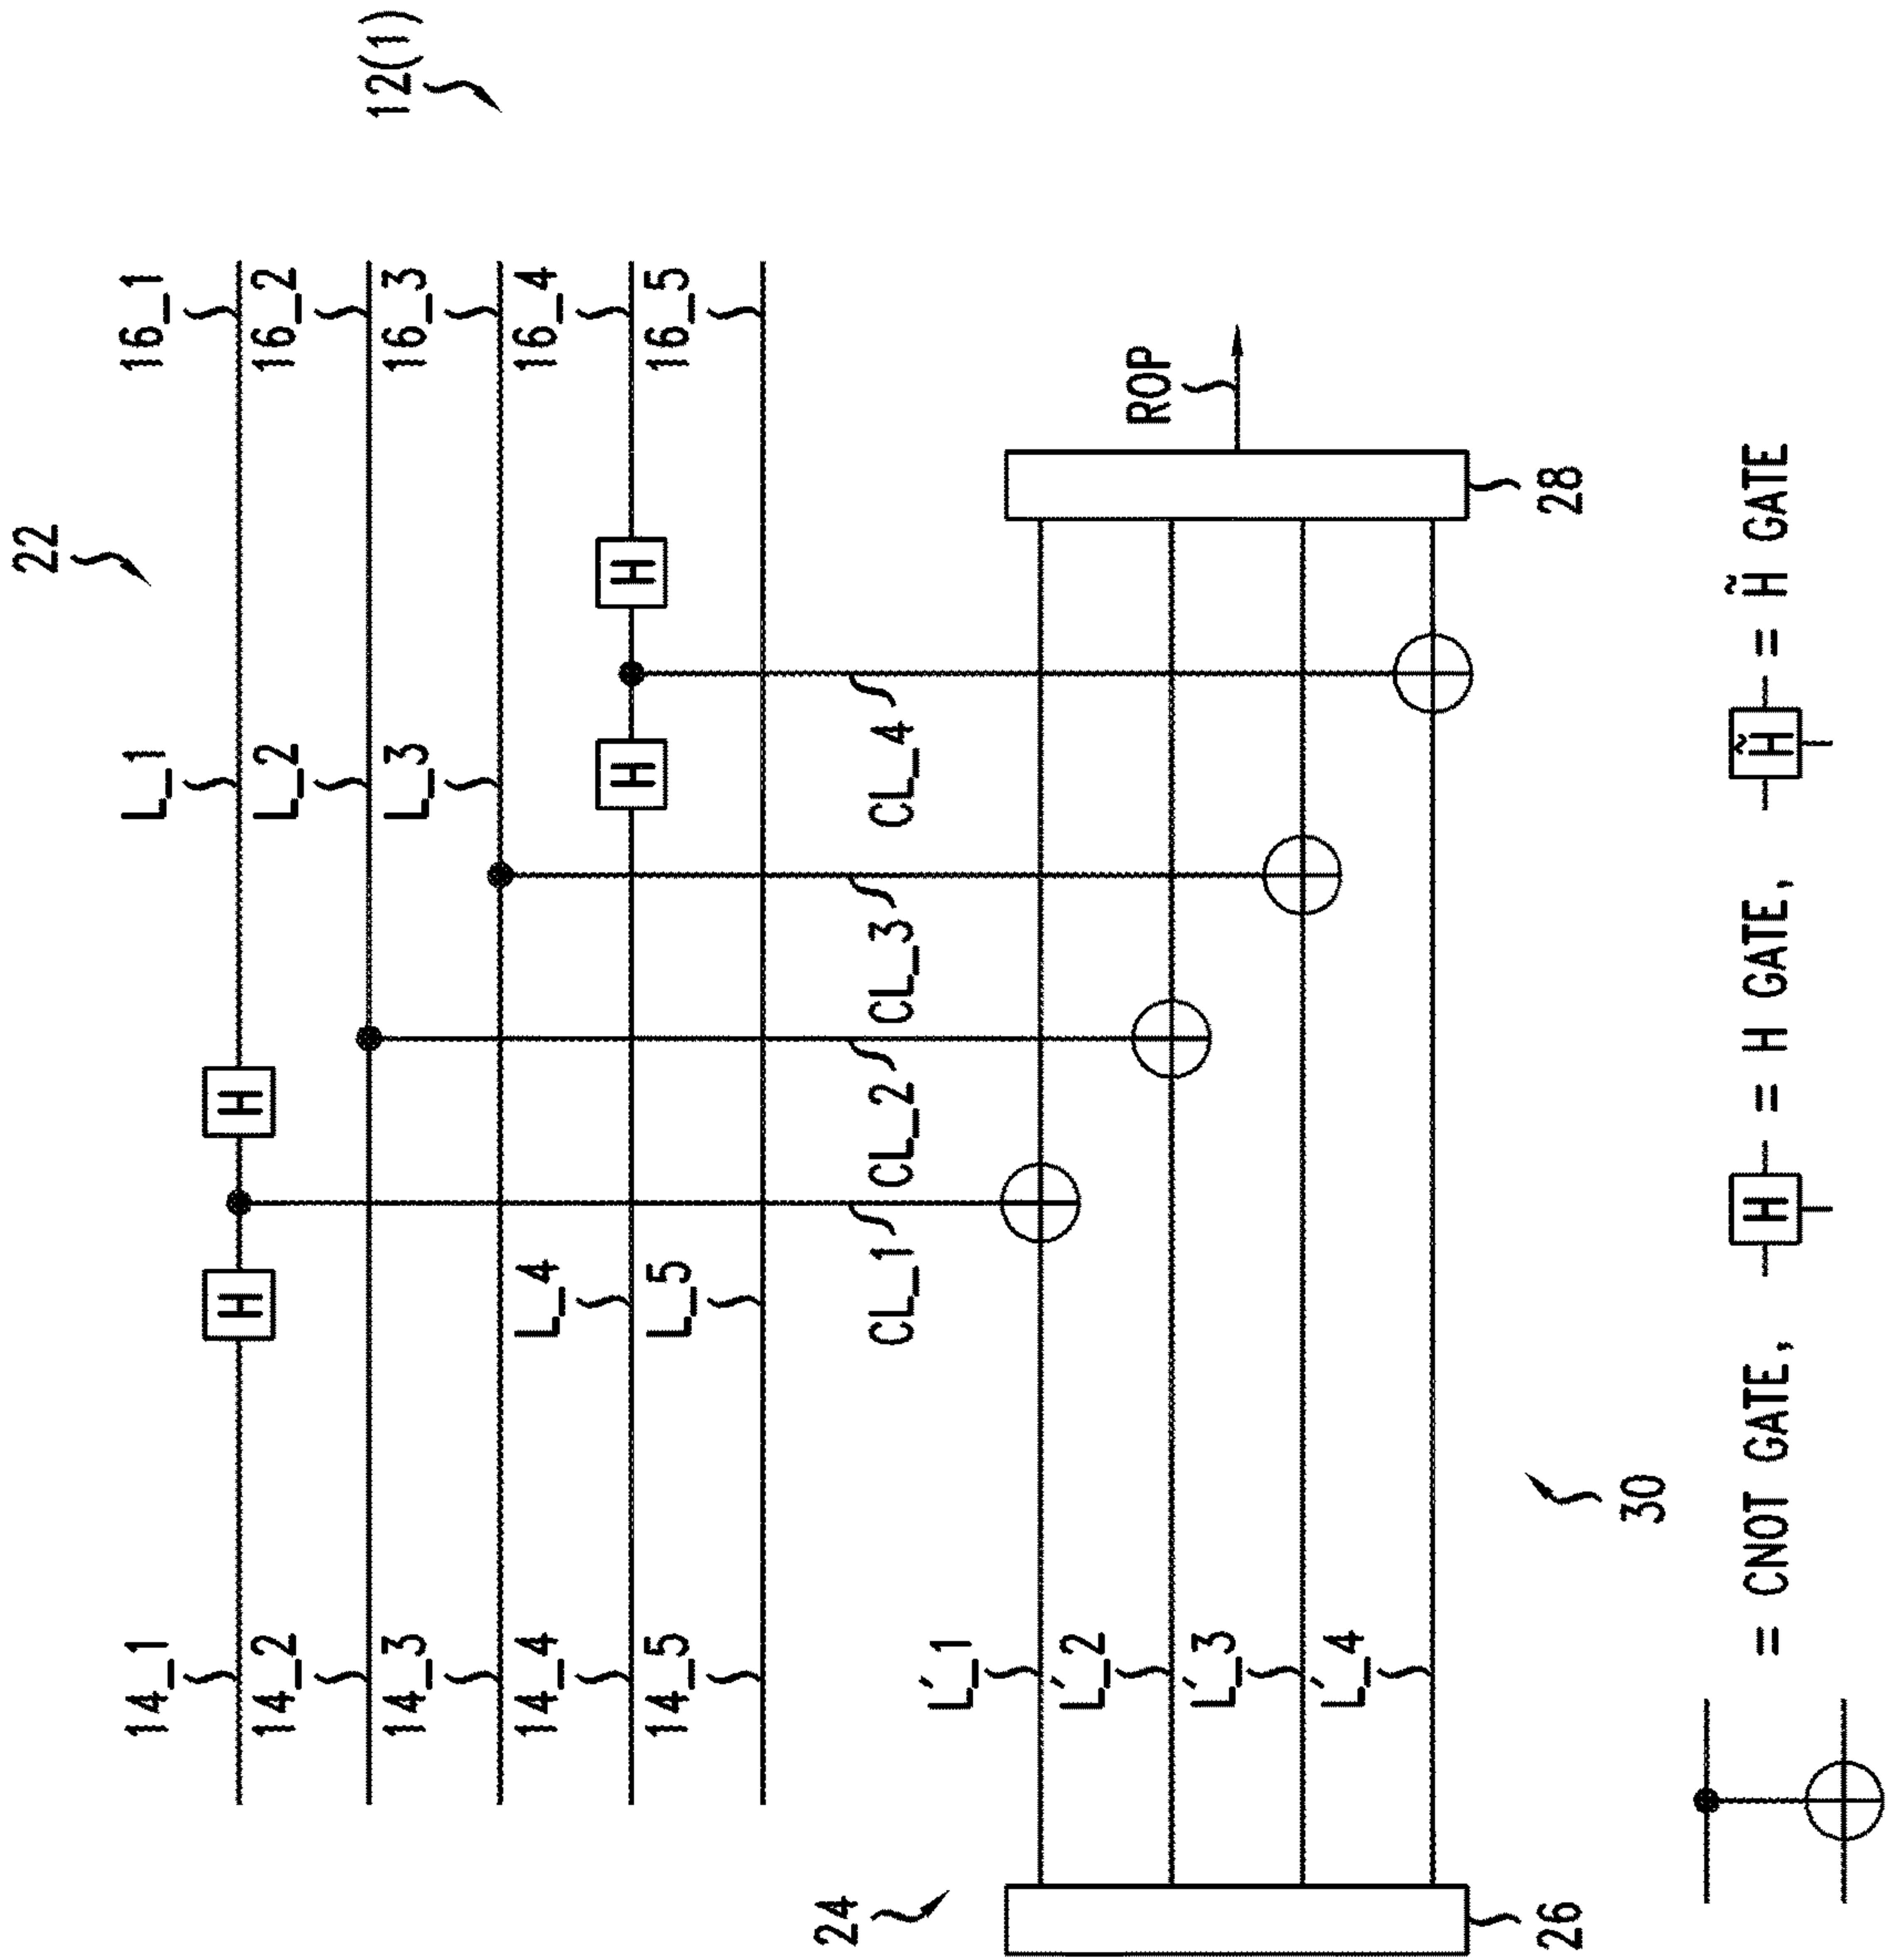 22
12(1)
14_1
L_1
16_1
14_2
L_2
16_2
14_3
L_3
16_3
14_4
L_4
16_4
14_5
L_5
16_5
H
H
H
H
CL_1
CL_2
CL_3
CL_4
24
L'_1
L'_2
L'_3
L'_4
ROP
26
28
30
= CNOT GATE,
H
= H GATE,
H̃
= H̃ GATE